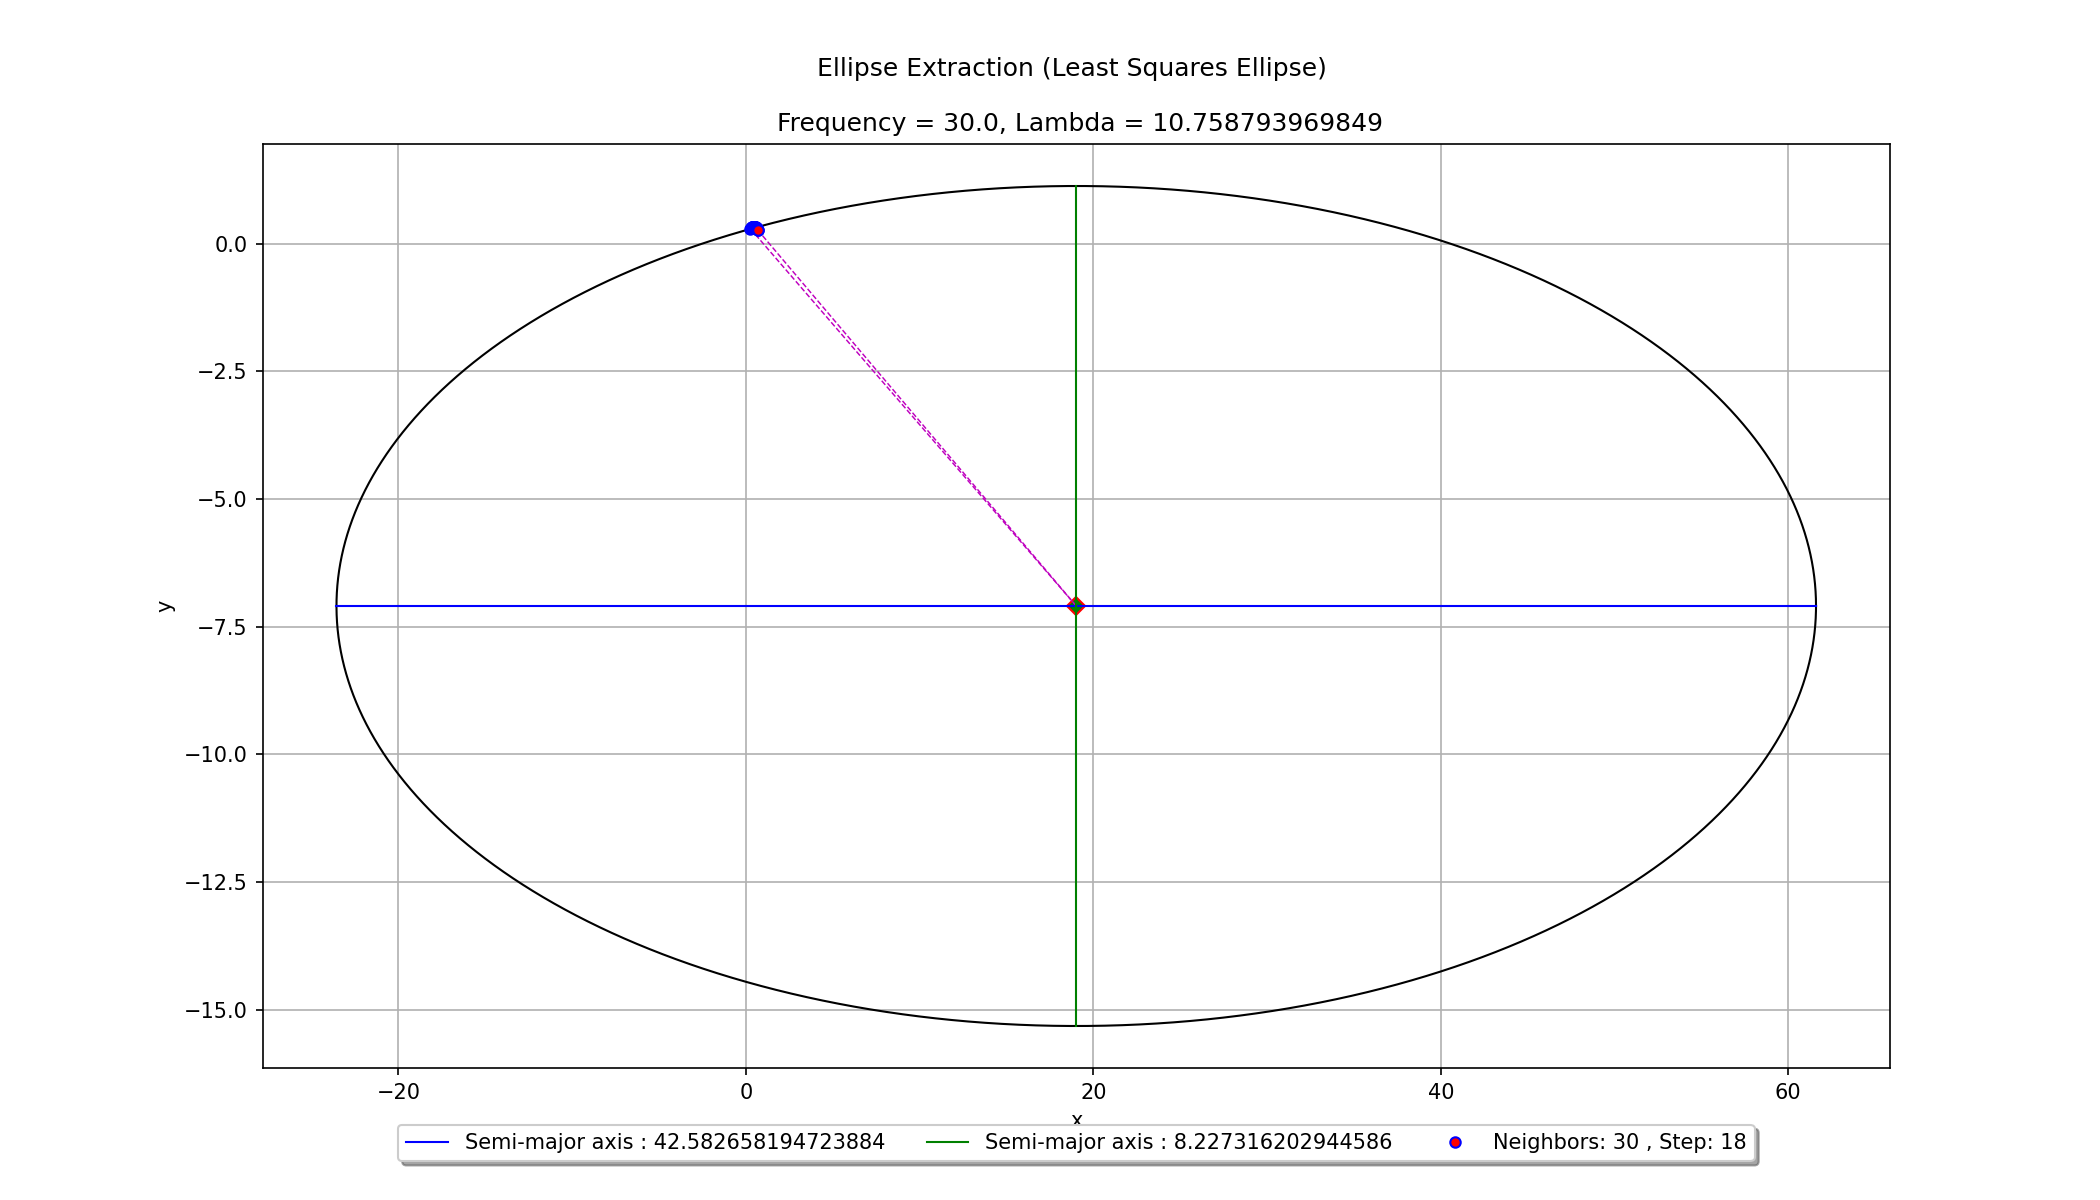 Ellipse Extraction (Least Squares Ellipse)
Frequency = 30.0, Lambda = 10.758793969849
0.0
−2.5
−5.0
−7.5
−10.0
−12.5
−15.0
y
−20 0 20 40 60
x
Semi-major axis : 42.582658194723884 Semi-major axis : 8.227316202944586 Neighbors: 30 , Step: 18